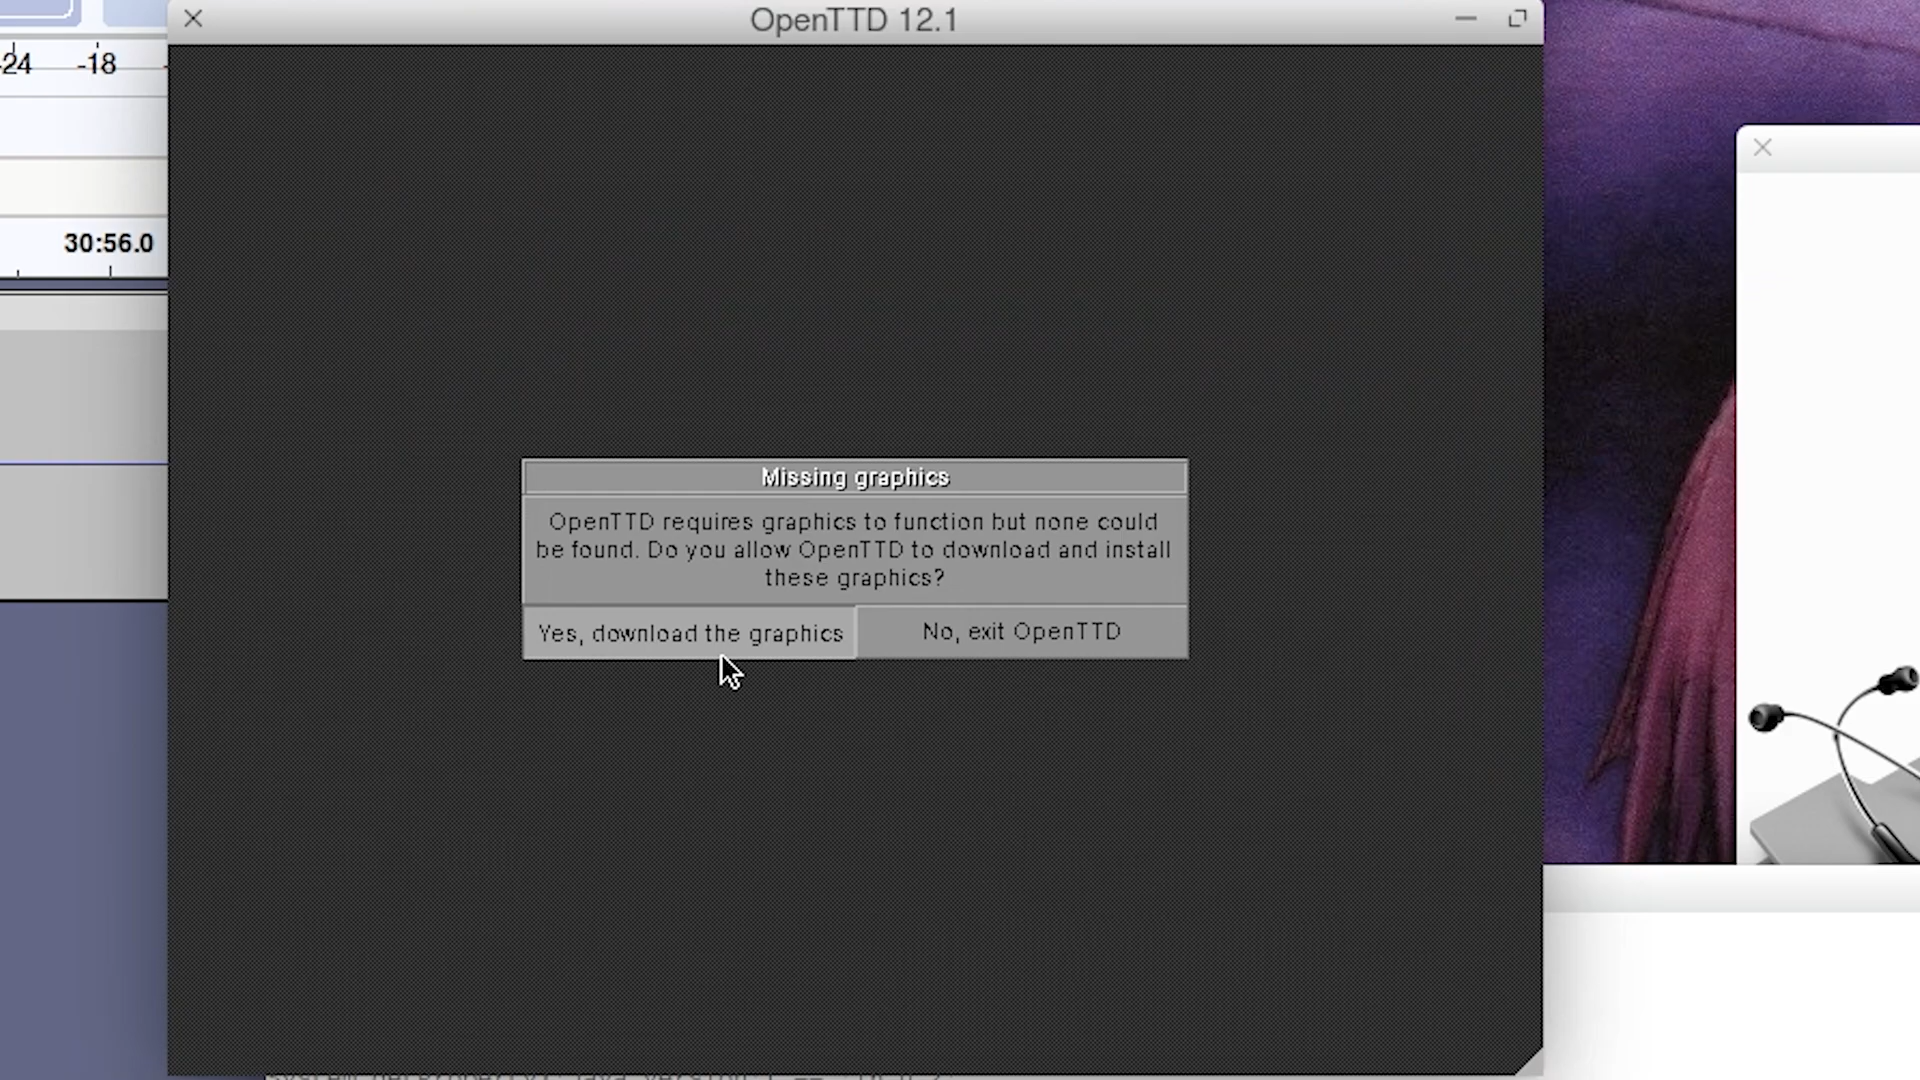 OpenTTD 12.1
-24 -18
30:56.0
Missing graphics
OpenTTD requires graphics to function but none could
be found. Do you allow OpenTTD to download and install
these graphics?
Yes, download the graphics
No, exit OpenTTD